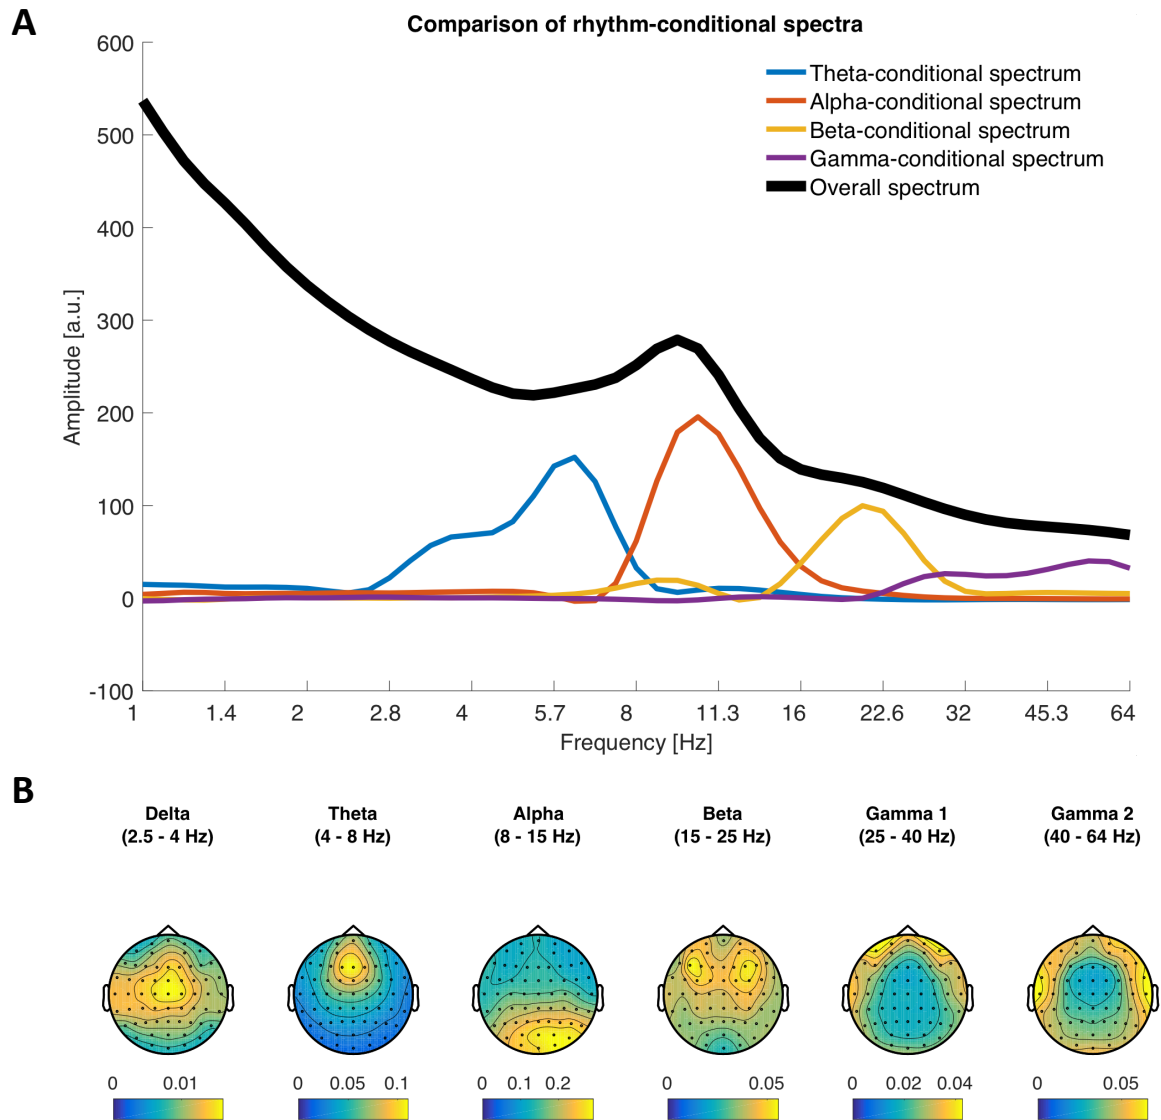 A
Comparison of rhythm-conditional spectra
600
500
400
300
200
100
0
-100
Amplitude [a.u.]
Theta-conditional spectrum
Alpha-conditional spectrum
Beta-conditional spectrum
Gamma-conditional spectrum
Overall spectrum
1 1.4 2 2.8 4 5.7 8 11.3 16 22.6 32 45.3 64
Frequency [Hz]
B
Delta Theta Alpha Beta Gamma 1 Gamma 2
(2.5 - 4 Hz) (4 - 8 Hz) (8 - 15 Hz) (15 - 25 Hz) (25 - 40 Hz) (40 - 64 Hz)
0 0.01 0 0.05 0.1 0 0.1 0.2 0 0.05 0 0.02 0.04 0 0.05